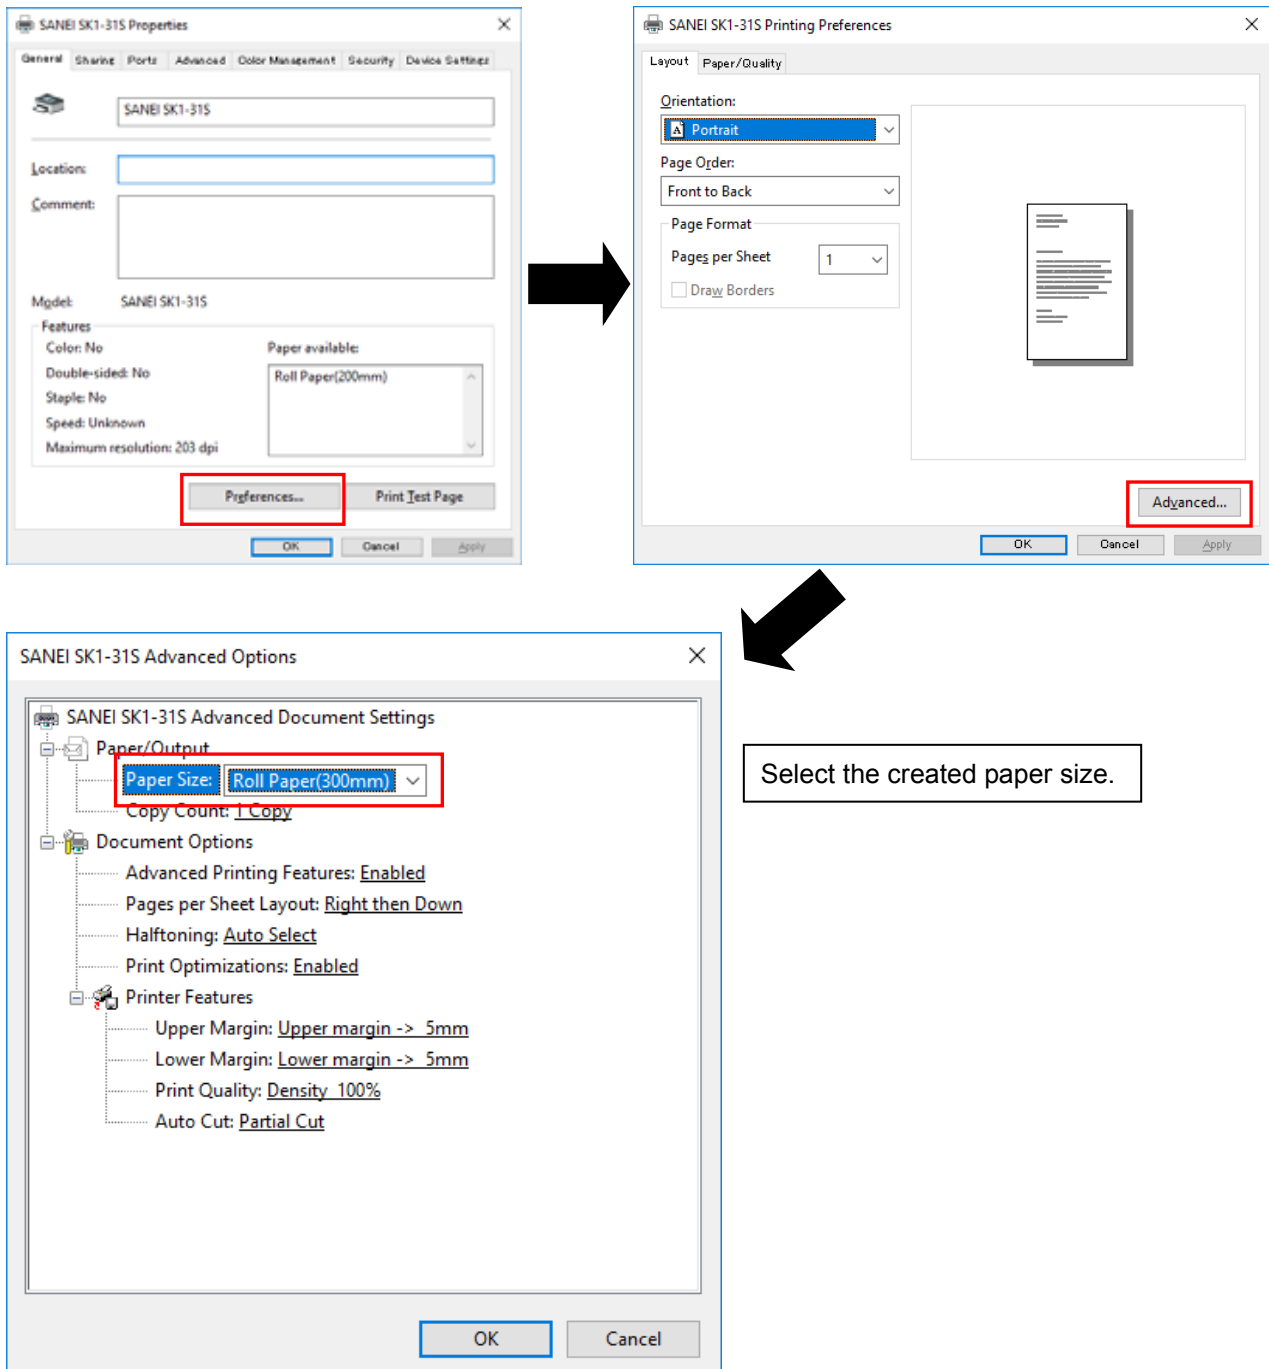 SANEI SK1-31S Properties
General Sharing Ports Advanced Color Management Security Device Settings
SANEI SK1-31S
Location:
Comment:
Model: SANEI SK1-31S
Features
Color: No
Paper available:
Double-sided: No
Roll Paper(200mm)
Staple: No
Speed: Unknown
Maximum resolution: 203 dpi
Preferences... Print Test Page
OK Cancel Apply
SANEI SK1-31S Printing Preferences
Layout Paper/Quality
Orientation:
Portrait
Page Order:
Front to Back
Page Format
Pages per Sheet 1
Draw Borders
Advanced...
OK Cancel Apply
SANEI SK1-31S Advanced Options
SANEI SK1-31S Advanced Document Settings
Paper/Output
Paper Size: Roll Paper(300mm)
Copy Count: 1 Copy
Document Options
Advanced Printing Features: Enabled
Pages per Sheet Layout: Right then Down
Halftoning: Auto Select
Print Optimizations: Enabled
Printer Features
Upper Margin: Upper margin -> 5mm
Lower Margin: Lower margin -> 5mm
Print Quality: Density 100%
Auto Cut: Partial Cut
OK Cancel
Select the created paper size.